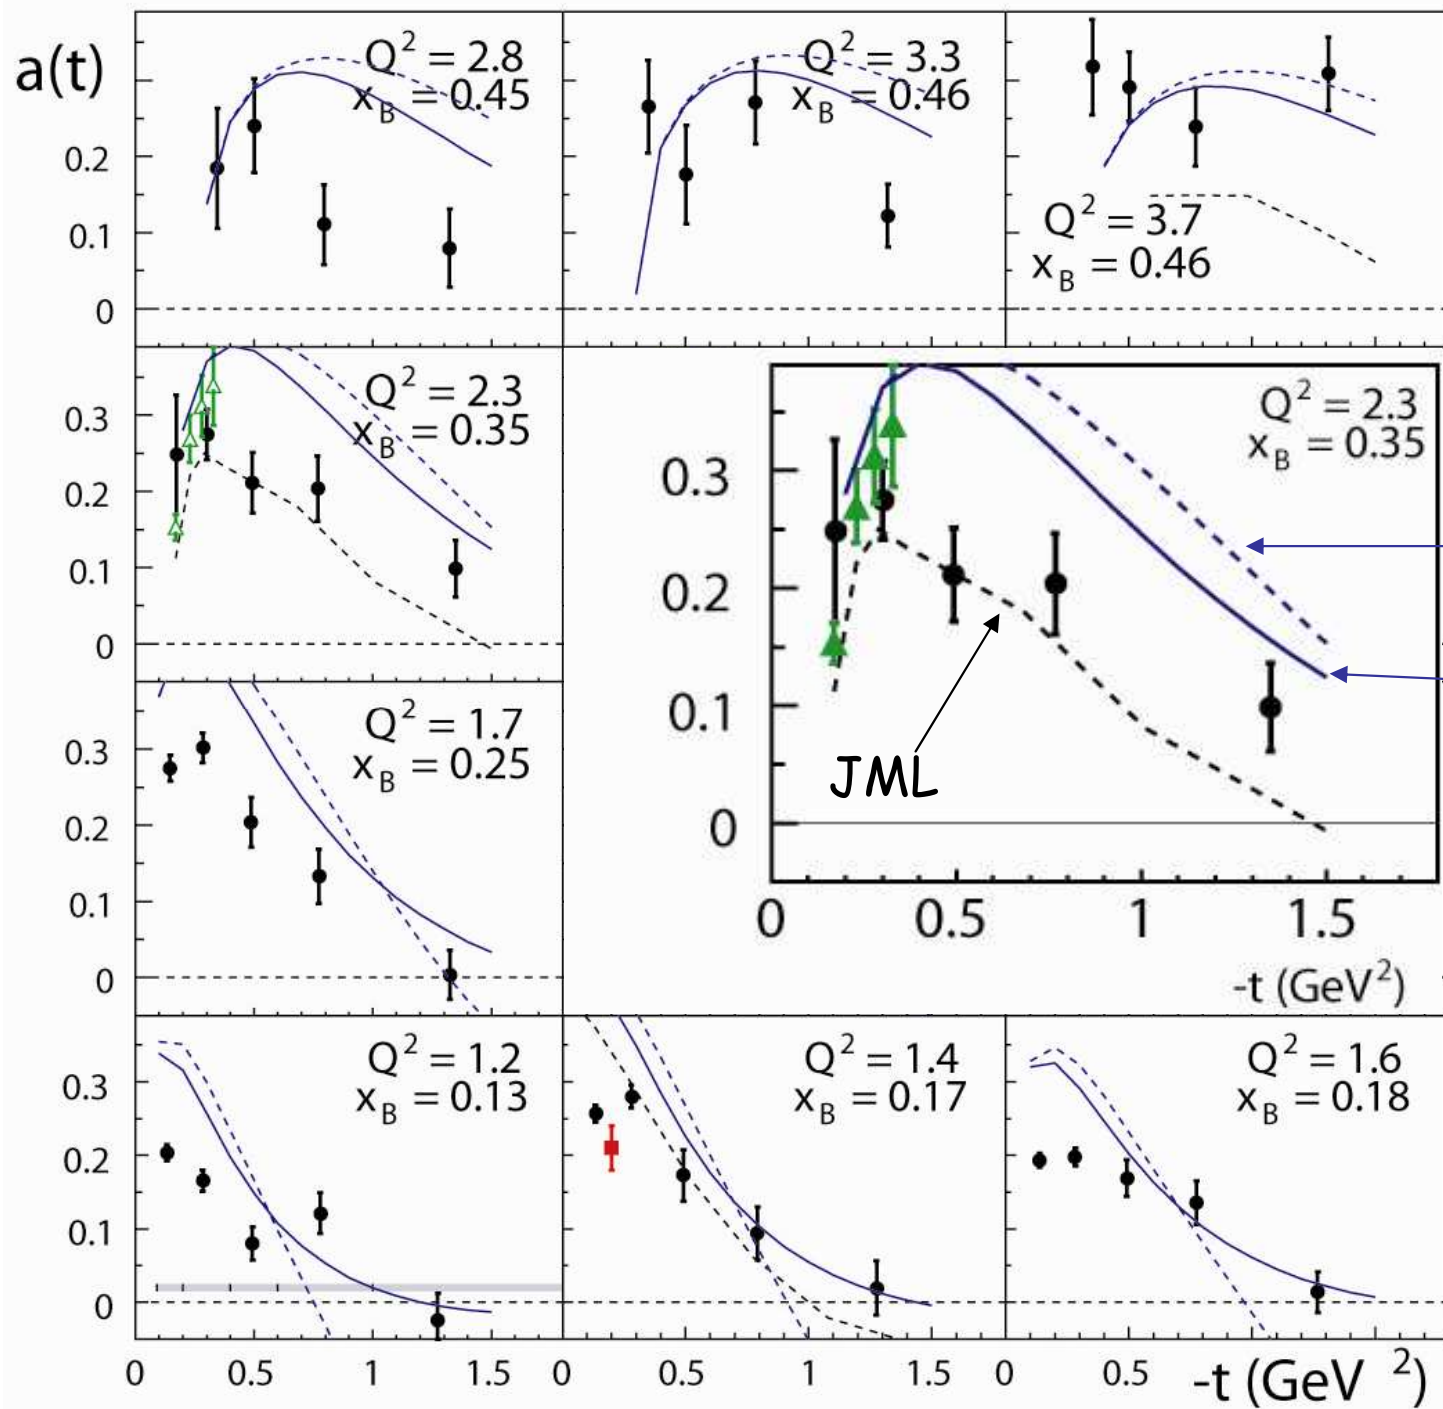 a(t)
Q² = 2.8
x_B = 0.45
0.2
0.1
0
Q² = 3.3
x_B = 0.46
Q² = 3.7
x_B = 0.46
Q² = 2.3
x_B = 0.35
0.3
0.2
0.1
0
Q² = 2.3
x_B = 0.35
0.3
0.2
0.1
0
JML
0 0.5 1 1.5
-t (GeV²)
Q² = 1.7
x_B = 0.25
0.3
0.2
0.1
0
Q² = 1.2
x_B = 0.13
0.3
0.2
0.1
0
Q² = 1.4
x_B = 0.17
Q² = 1.6
x_B = 0.18
0 0.5 1 1.5 0 0.5 1 1.5 0 0.5 -t (GeV ²)